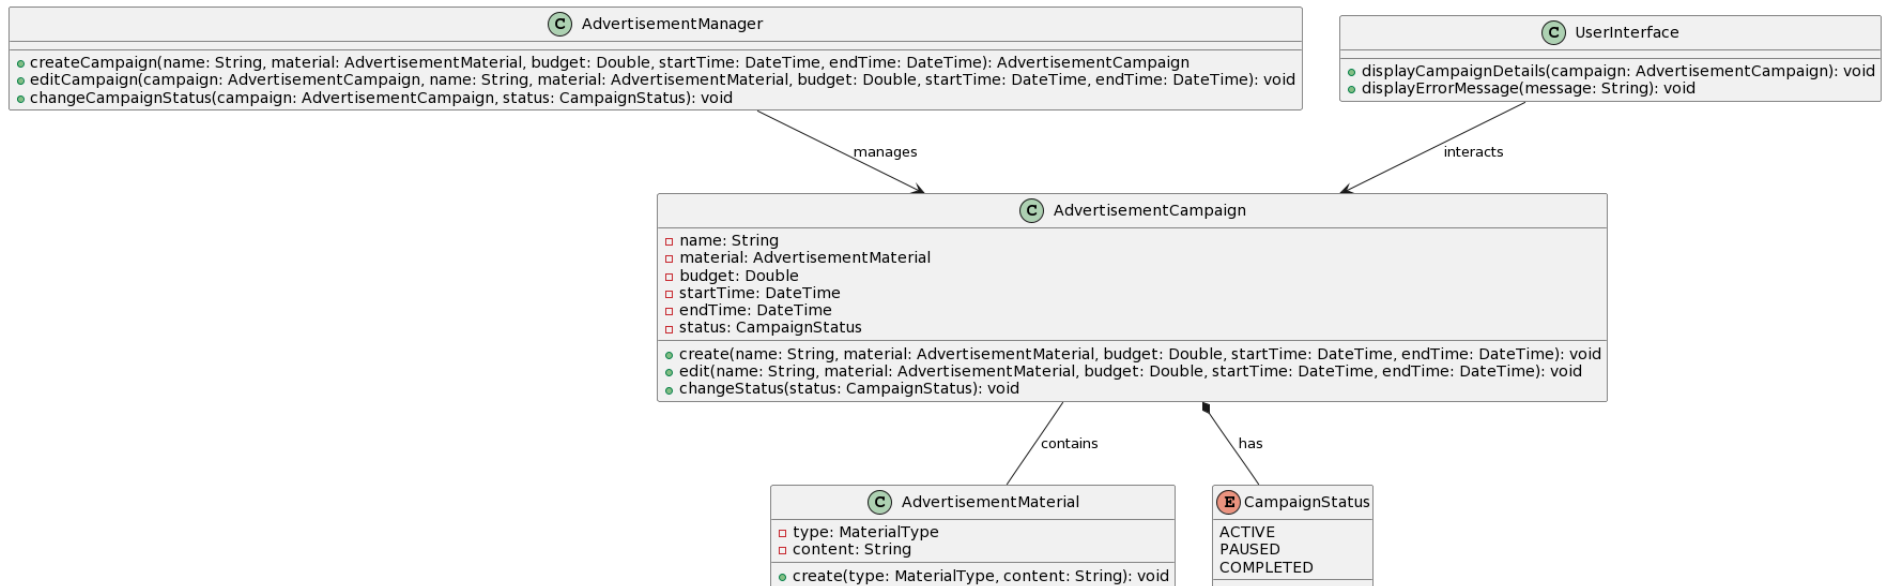 C AdvertisementManager
createCampaign(name: String, material: AdvertisementMaterial, budget: Double, startTime: DateTime, endTime: DateTime): AdvertisementCampaign
editCampaign(campaign: AdvertisementCampaign, name: String, material: AdvertisementMaterial, budget: Double, startTime: DateTime, endTime: DateTime): void
changeCampaignStatus(campaign: AdvertisementCampaign, status: CampaignStatus): void
C UserInterface
displayCampaignDetails(campaign: AdvertisementCampaign): void
displayErrorMessage(message: String): void
manages
interacts
C AdvertisementCampaign
name: String
material: AdvertisementMaterial
budget: Double
startTime: DateTime
endTime: DateTime
status: CampaignStatus
create(name: String, material: AdvertisementMaterial, budget: Double, startTime: DateTime, endTime: DateTime): void
edit(name: String, material: AdvertisementMaterial, budget: Double, startTime: DateTime, endTime: DateTime): void
changeStatus(status: CampaignStatus): void
contains
has
C AdvertisementMaterial
type: MaterialType
content: String
create(type: MaterialType, content: String): void
E CampaignStatus
ACTIVE
PAUSED
COMPLETED